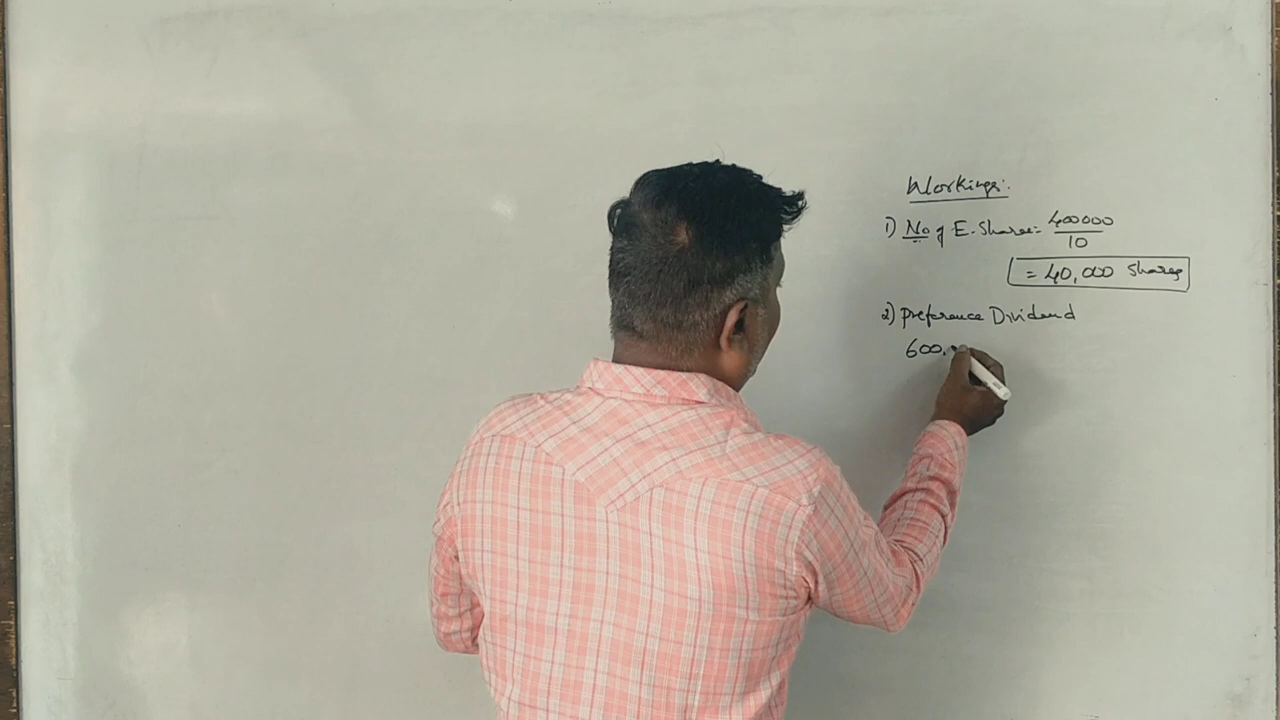 Workings:
1) No of E. Shares = 400000
10
= 40,000 Shares
2) Preference Dividend
600,